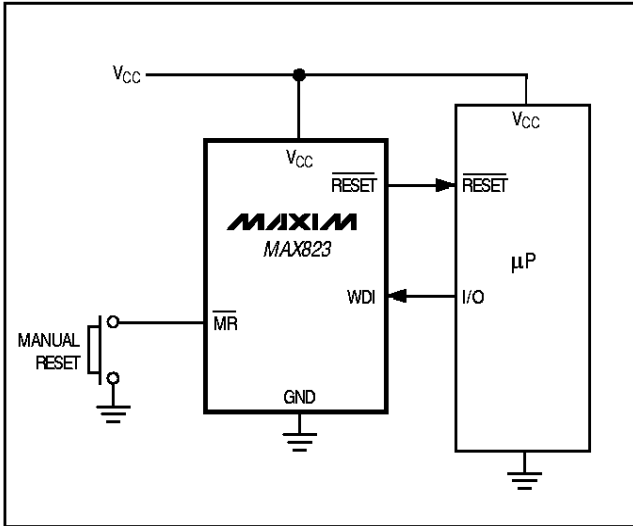 VCC
VCC
VCC
RESET
RESET
MAXIM
MAX823
μP
WDI
I/O
MR
MANUAL
RESET
GND